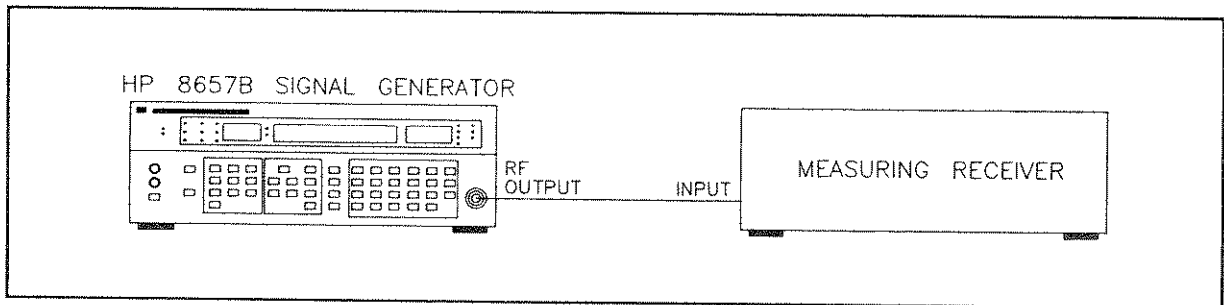 HP 8657B SIGNAL GENERATOR
RF
OUTPUT
INPUT
MEASURING RECEIVER